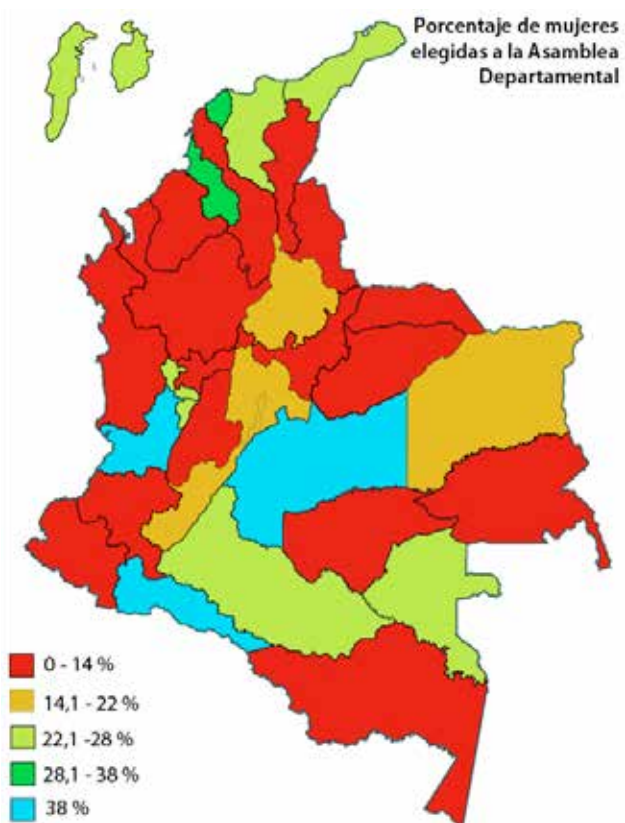 Porcentaje de mujeres
elegidas a la Asamblea
Departamental
0 - 14 %
14,1 - 22 %
22,1 -28 %
28,1 - 38 %
38 %